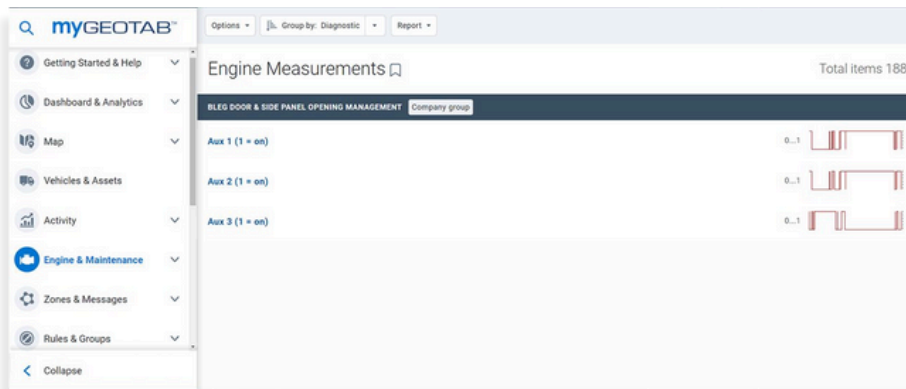 myGEOTAB™
Getting Started & Help
Dashboard & Analytics
Map
Vehicles & Assets
Activity
Engine & Maintenance
Zones & Messages
Rules & Groups
Collapse
Options
Group by: Diagnostic
Report
Engine Measurements
Total items 188
BLEG DOOR & SIDE PANEL OPENING MANAGEMENT Company group
Aux 1 (1 = on)
0...1
Aux 2 (1 = on)
0...1
Aux 3 (1 = on)
0...1